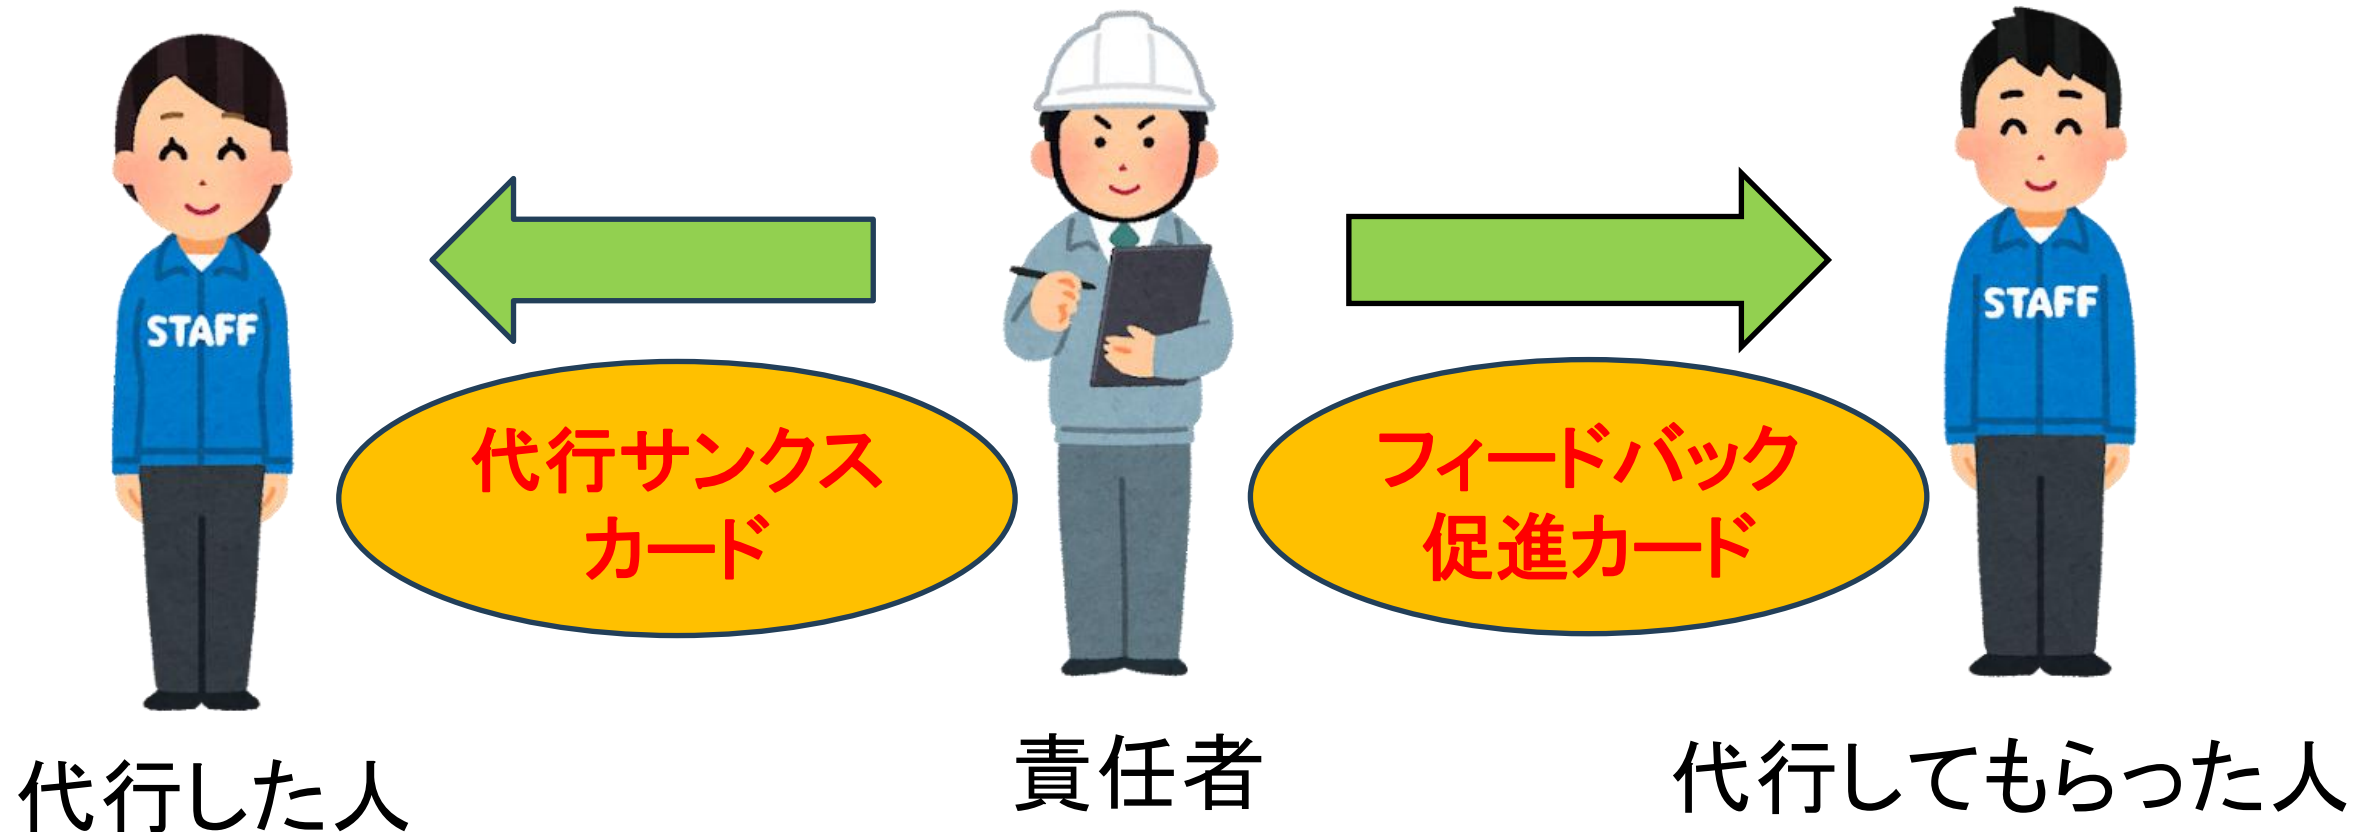 STAFF
STAFF
代行サンクス
カード
フィードバック
促進カード
代行した人
責任者
代行してもらった人